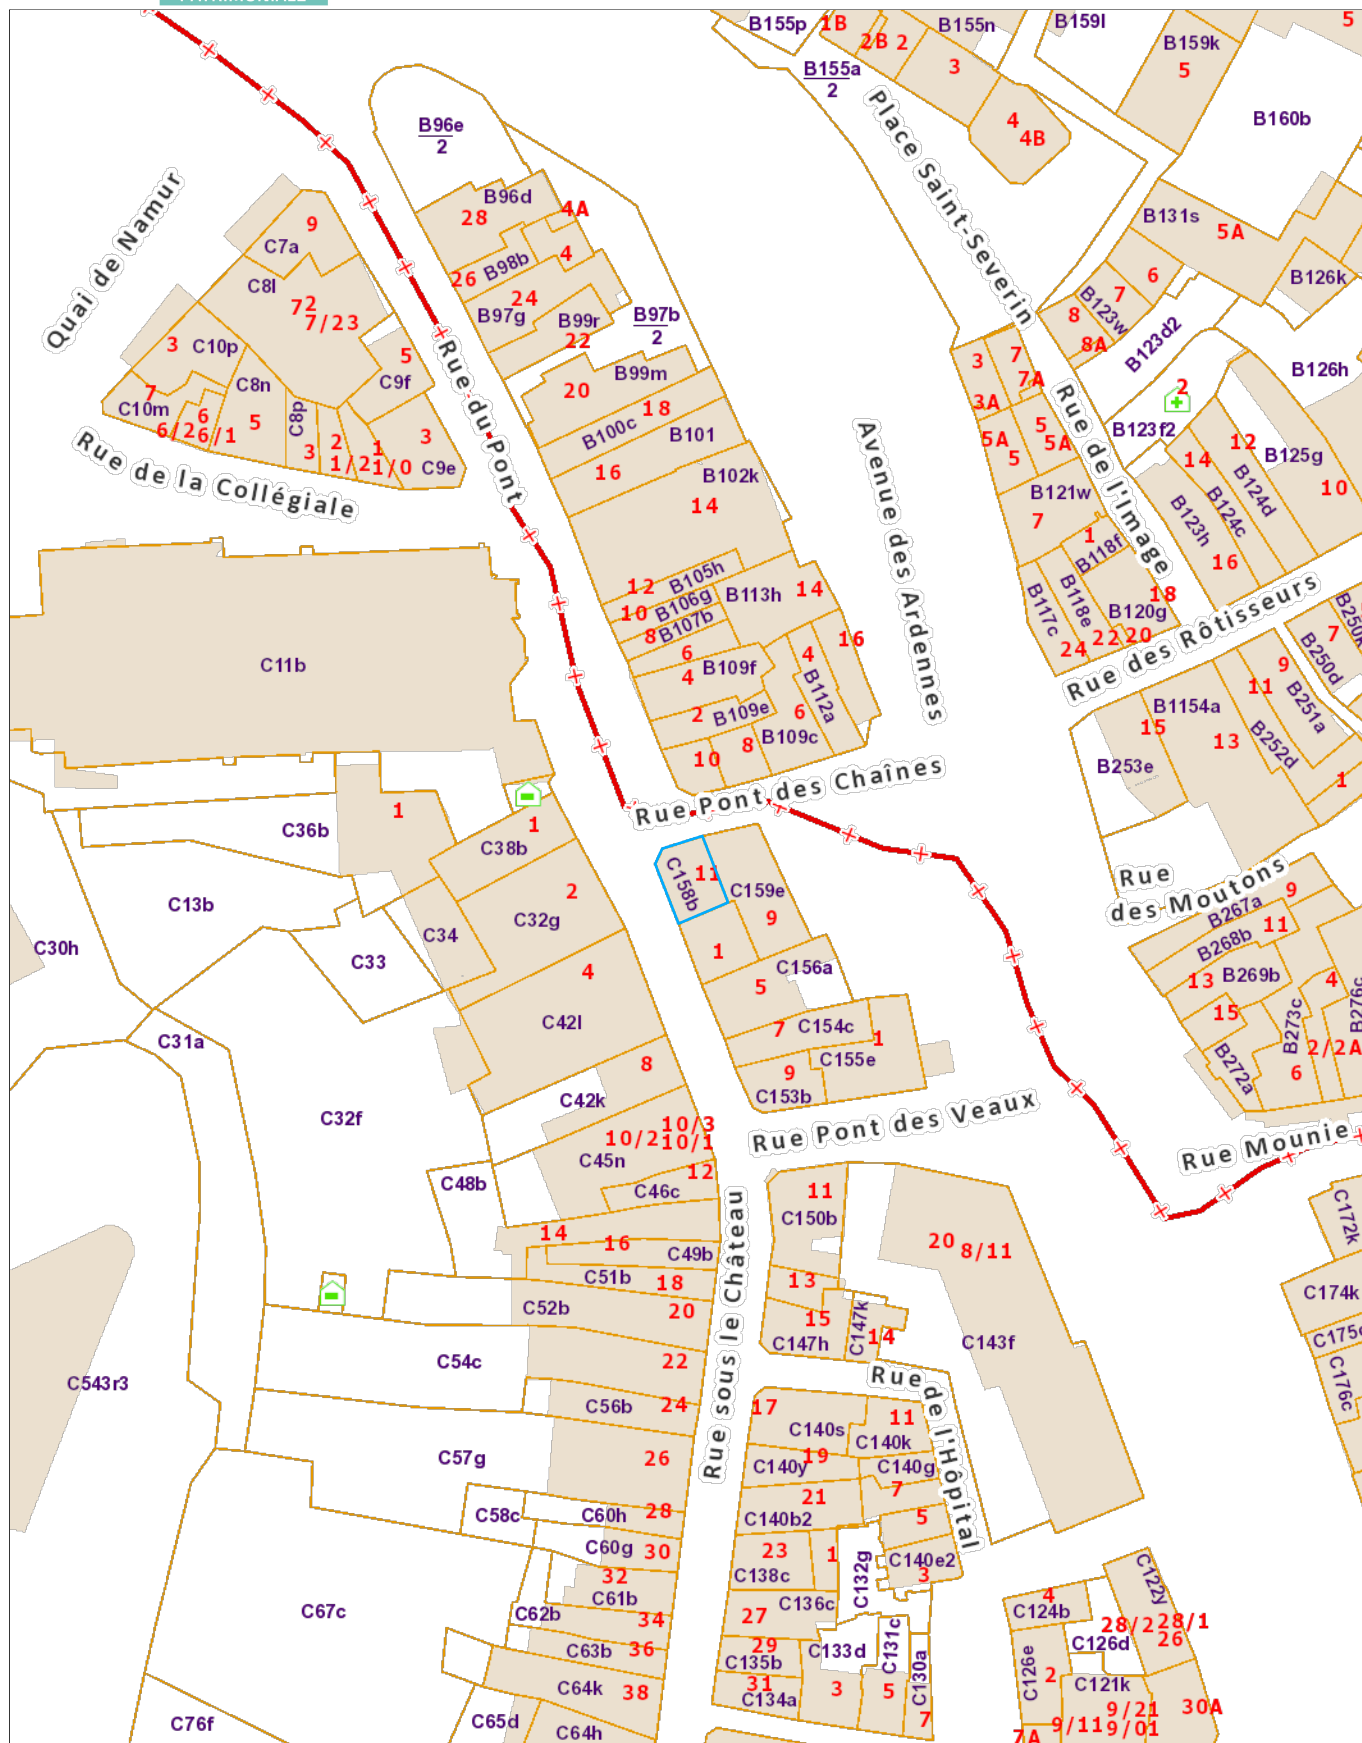 B155p
1B
2B
2
B155n
B159l
B159k
5
5
B155a
2
3
4
4B
B160b
Place Saint-Severin
B96e
2
Quai de Namur
B96d
28
4A
9
C7a
C8l
72
7/23
4
26
B98b
24
B97g
B99r
22
B97b
2
B131s
5A
6
B126k
7
B123w
8
8A
B123d2
B126h
3
C10p
5
C9f
C8n
7
C10m
6
6/2
6/1
5
C8p
3
2
1/2
1
1/0
3
C9e
Rue de la Collégiale
Rue du Pont
20
B99m
18
B100c
B101
16
B102k
14
3
7
7A
3A
5A
5
5
5A
Rue de l'Image
B123f2
2
12
14
B125g
B124d
B124c
10
B123h
16
B121w
7
1
B118f
Avenue des Ardennes
12
B105h
10
B106g
8
B107b
6
B113h
14
16
4
B109f
4
B112a
2
B109e
6
B109c
8
10
B117c
B118e
18
B120g
24
22
20
Rue des Rôtisseurs
7
B250d
9
11
B251a
B1154a
15
13
B252d
B253e
1
C11b
Rue Pont des Chaînes
1
C36b
1
C38b
C13b
2
C32g
C34
C33
C30h
4
C42l
C158b
11
C159e
9
1
C156a
5
7
C154c
1
C155e
9
C153b
Rue
des Moutons
9
B267a
11
B268b
B269b
13
15
4
B273c
B276c
2/2A
B272a
6
C31a
8
C42k
C32f
10/3
10/2
10/1
C45n
12
C46c
C48b
Rue Pont des Veaux
Rue Mounie
14
16
C49b
C51b
18
C52b
20
11
C150b
20
8/11
13
15
C147h
C147k
14
C143f
C172k
C174k
C176c
C54c
22
C543r3
C56b
24
Rue sous le Château
Rue de l'Hôpital
17
C140s
11
C140k
C57g
26
19
C140y
C140g
7
21
C140b2
5
C58c
C60h
28
C60g
30
23
C138c
1
C132g
C140e2
3
32
C61b
C67c
C62b
34
C136c
27
C63b
36
29
C135b
C133d
C131c
C130a
C64k
38
31
C134a
3
5
7
C76f
C65d
C64h
C122y
4
C124b
28/2
28/1
26
C126d
C126e
2
C121k
9/21
9/11
9/01
30A
7A